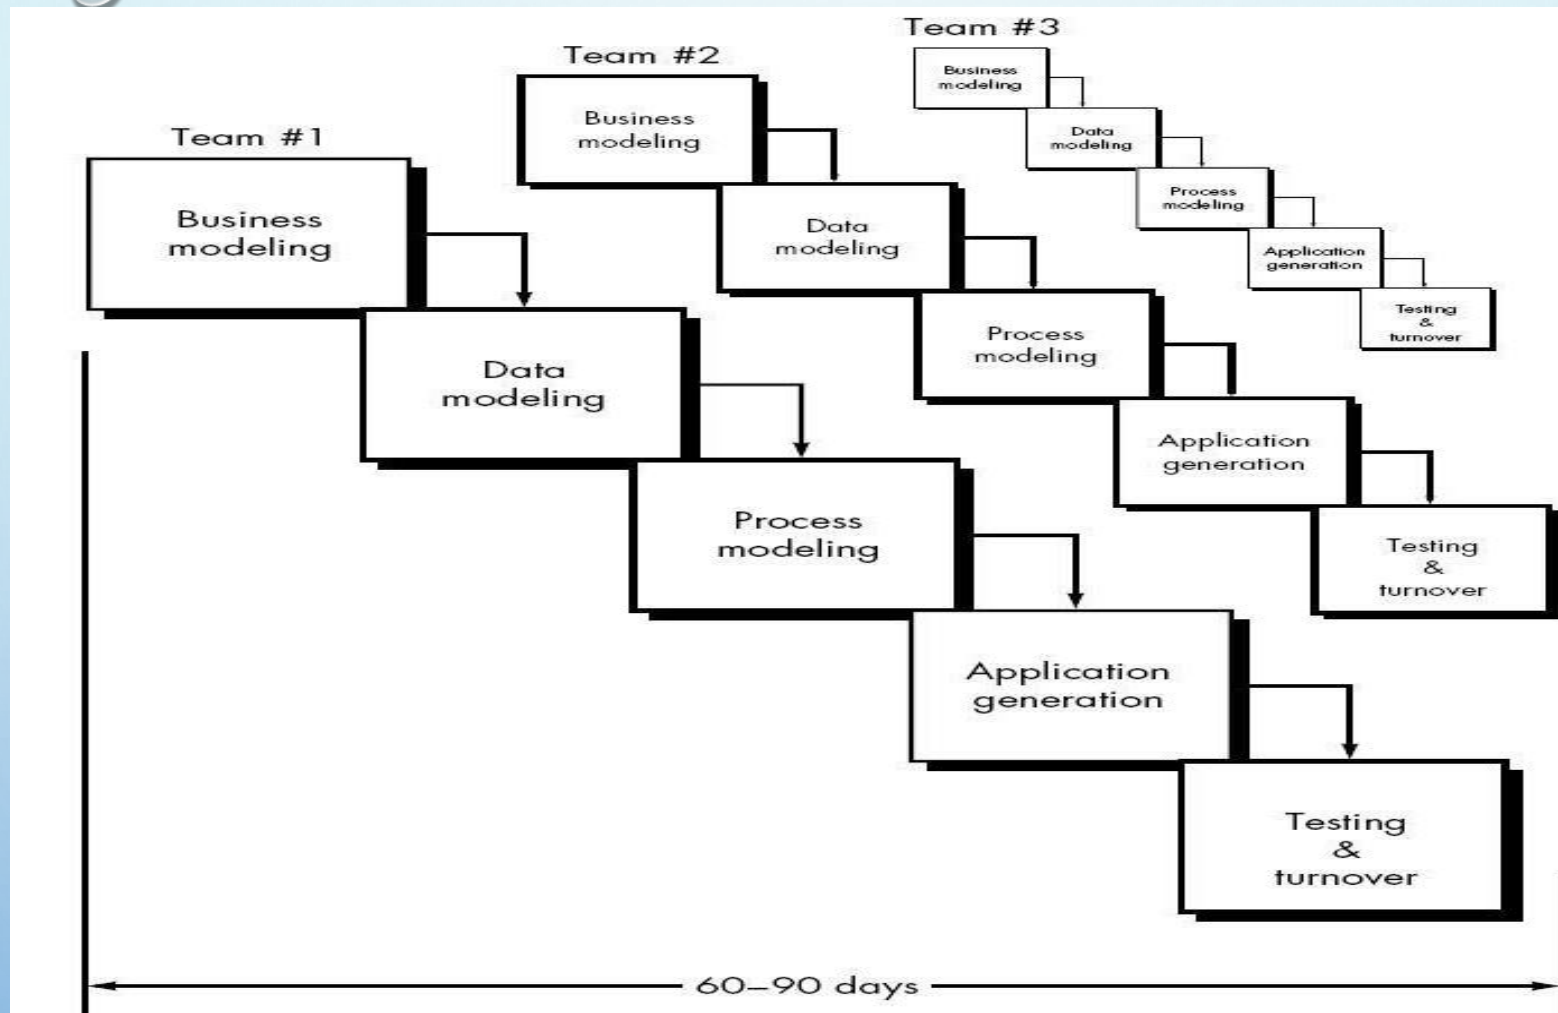 Team #1
Business
modeling
Data
modeling
Process
modeling
Application
generation
Testing
&
turnover
Team #2
Business
modeling
Data
modeling
Process
modeling
Application
generation
Testing
&
turnover
Team #3
Business
modeling
Data
modeling
Process
modeling
Application
generation
Testing
&
turnover
60–90 days